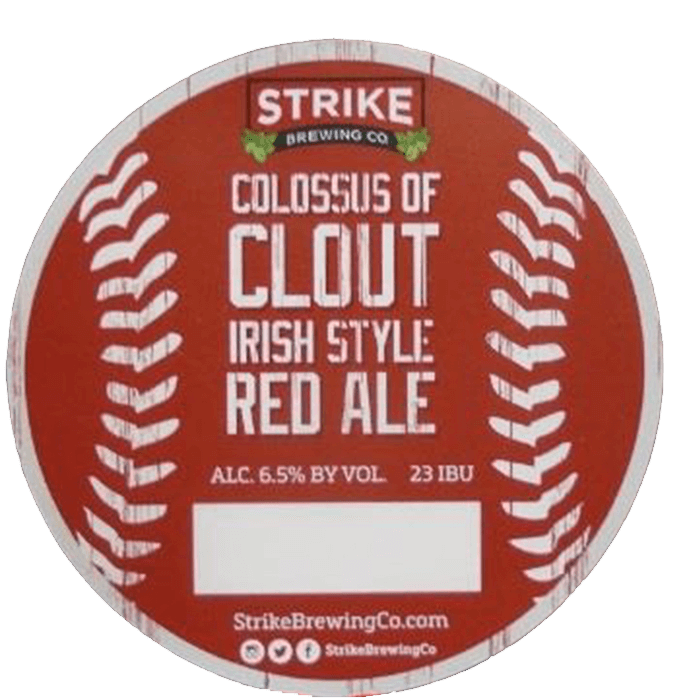 STRIKE
BREWING CO.
COLOSSUS OF
CLOUT
IRISH STYLE
RED ALE
ALC. 6.5% BY VOL. 23 IBU
StrikeBrewingCo.com
StrikeBrewingCo